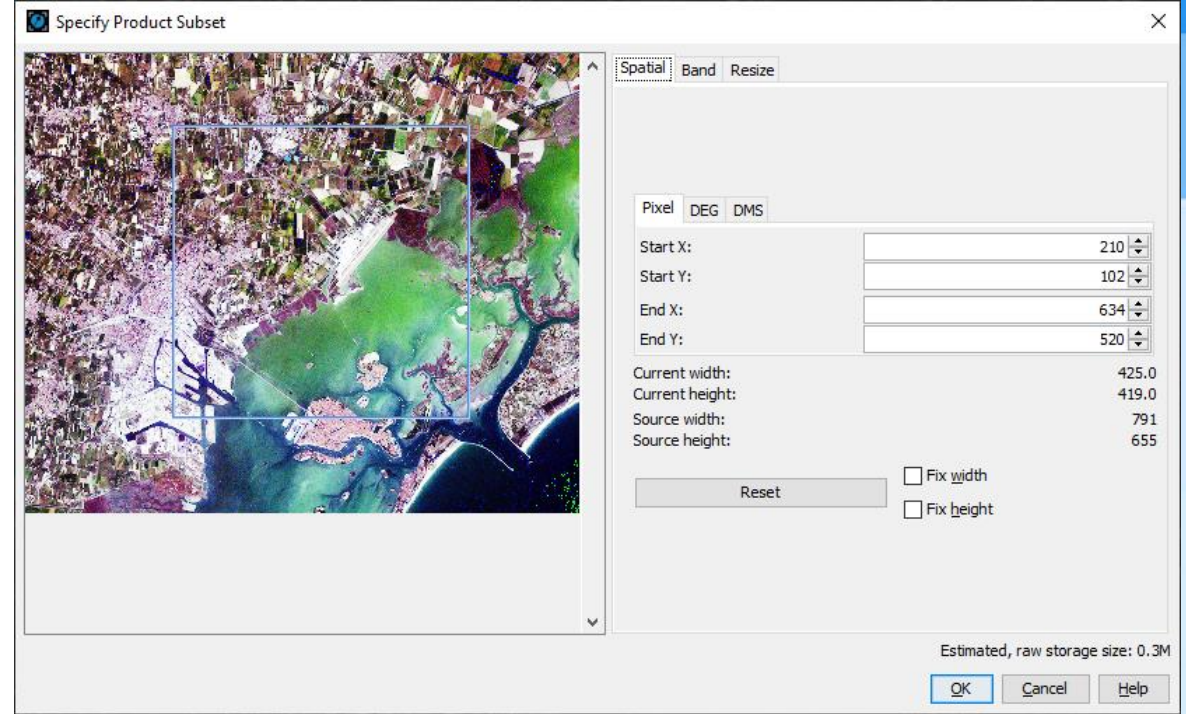 Specify Product Subset
Spatial Band Resize
Pixel DEG DMS
Start X: 210
Start Y: 102
End X: 634
End Y: 520
Current width: 425.0
Current height: 419.0
Source width: 791
Source height: 655
Reset
Fix width
Fix height
Estimated, raw storage size: 0.3M
OK Cancel Help